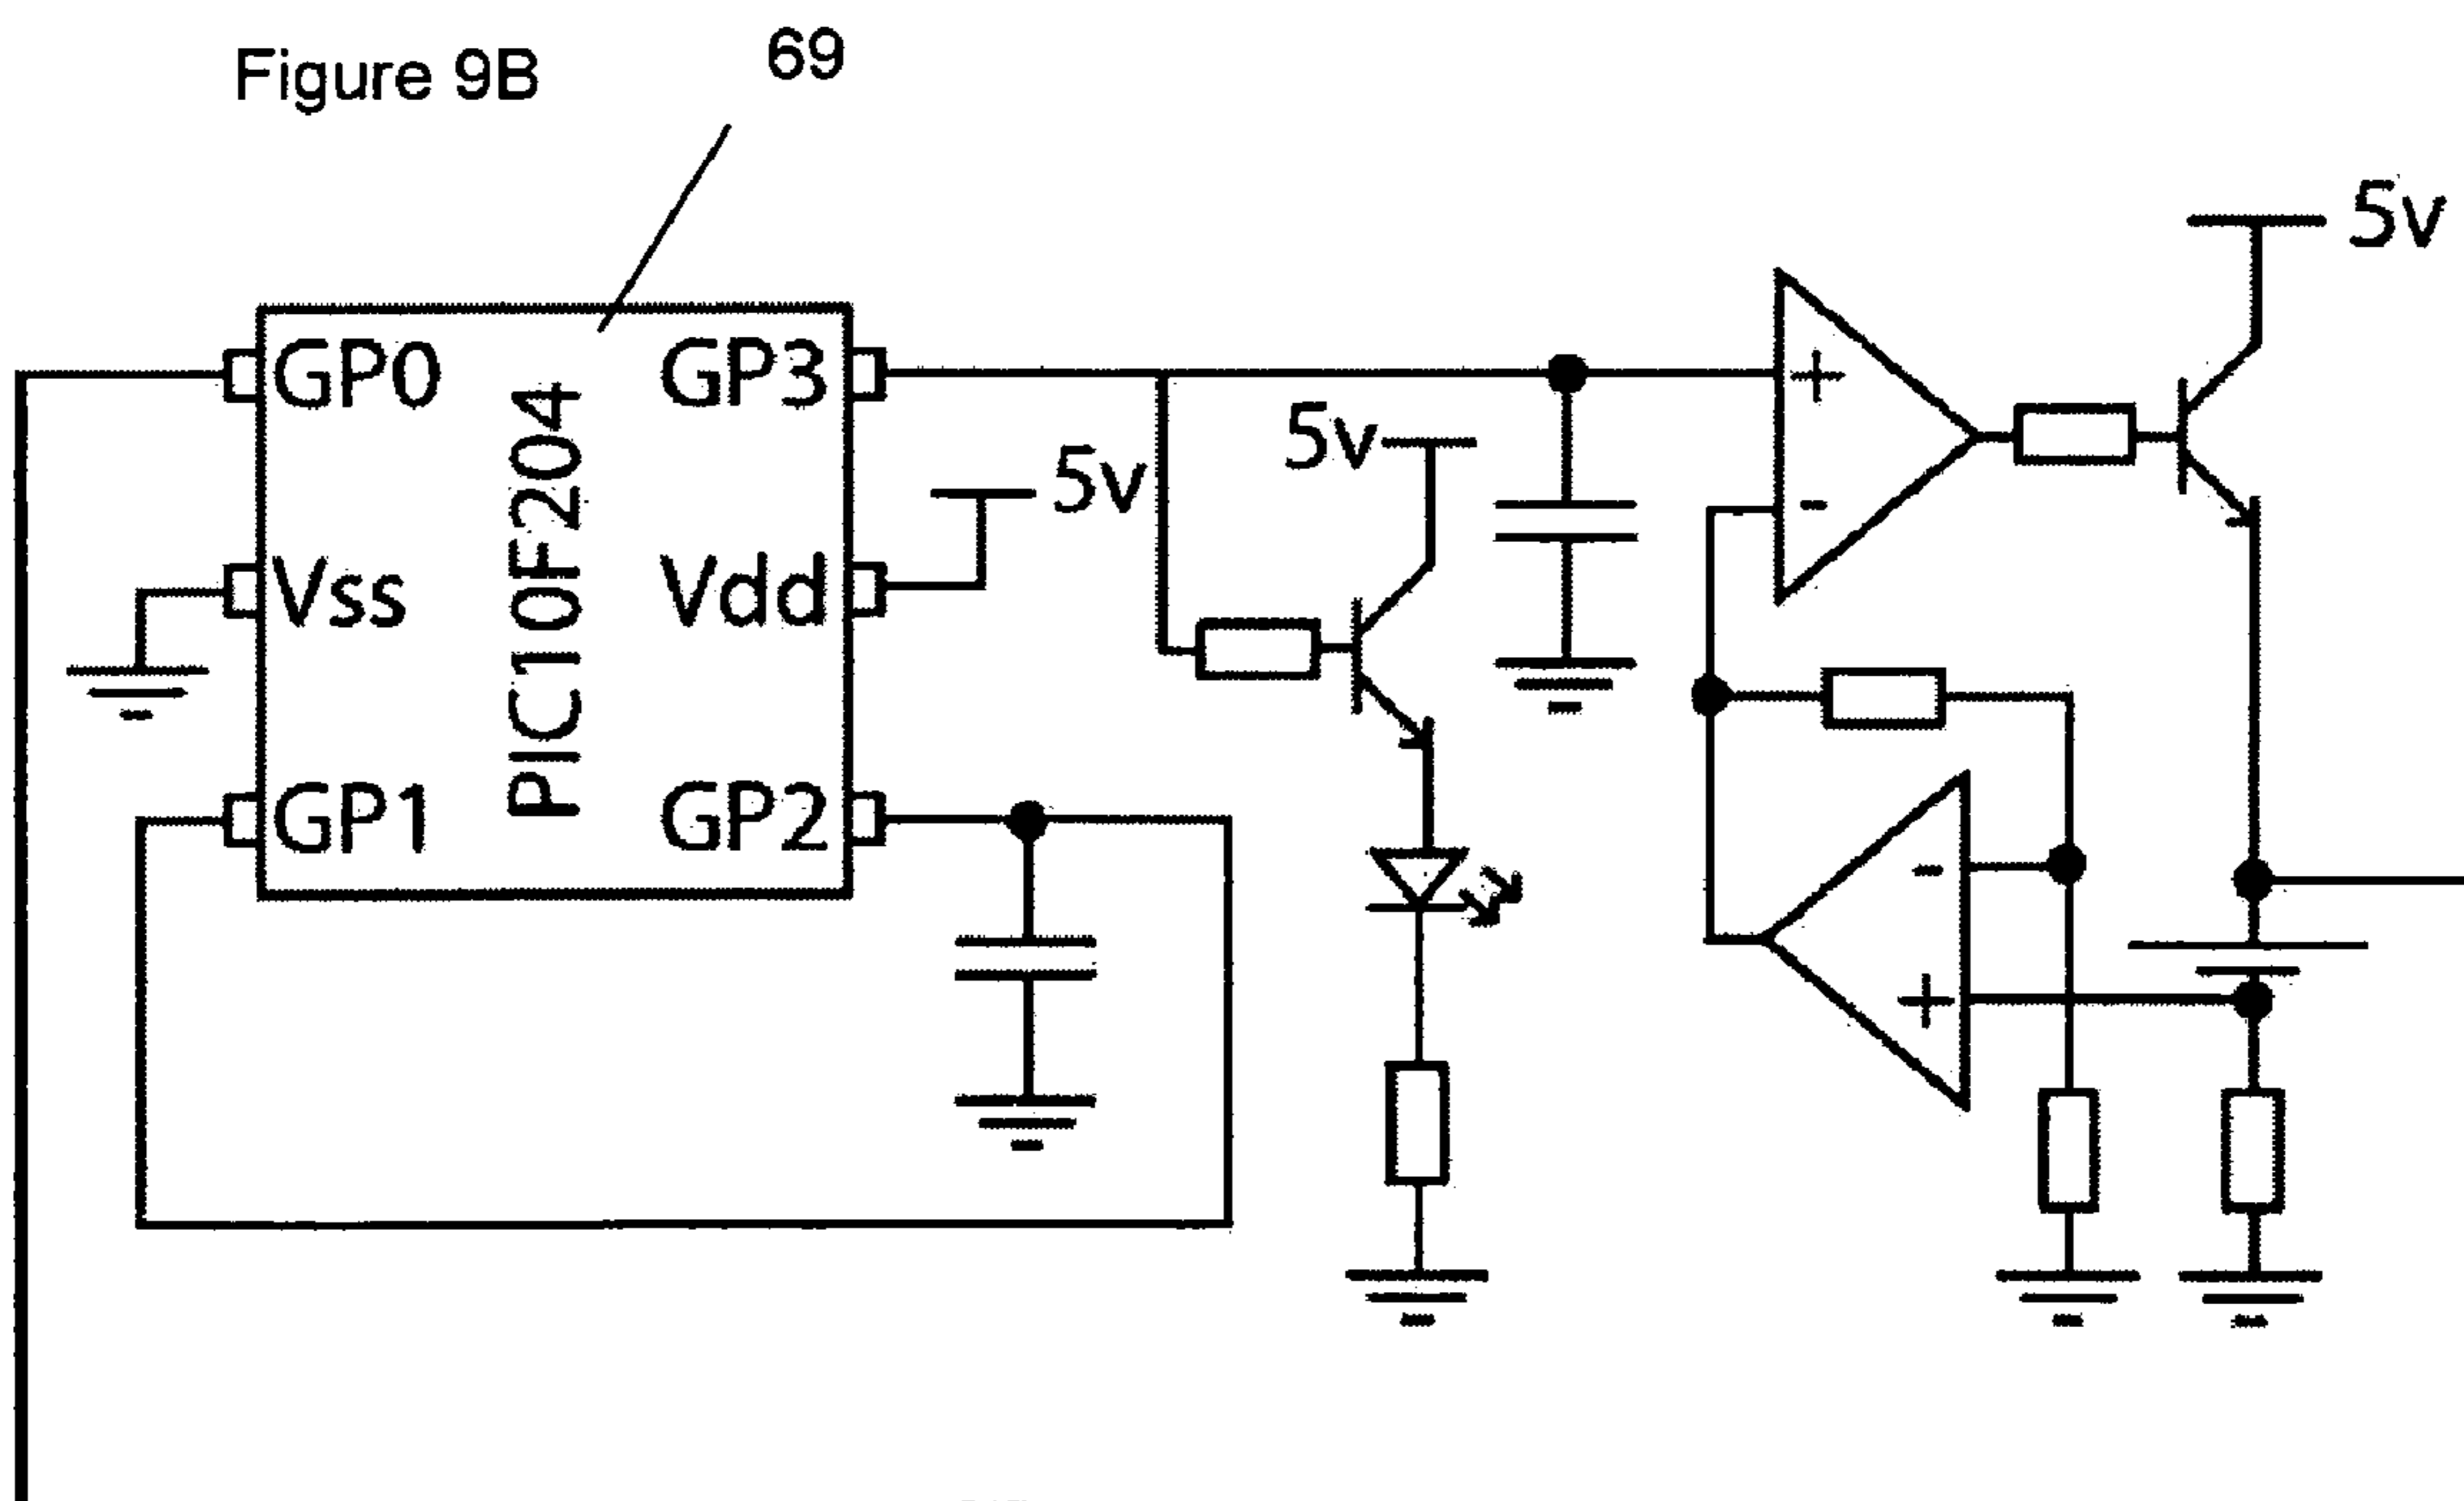 Figure 9B
69
5v
GP0
GP3
5v
5v
+
-
Vss
Vdd
PIC10F204
GP1
GP2
-
+